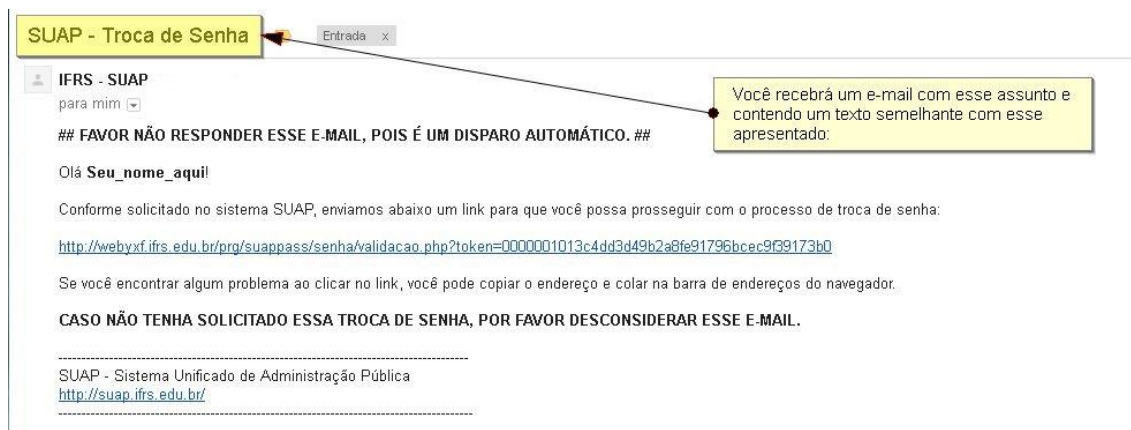 SUAP - Troca de Senha
Entrada x
IFRS - SUAP
para mim
Você recebrá um e-mail com esse assunto e
contendo um texto semelhante com esse
apresentado:
## FAVOR NÃO RESPONDER ESSE E-MAIL, POIS É UM DISPARO AUTOMÁTICO. ##
Olá Seu_nome_aqui!
Conforme solicitado no sistema SUAP, enviamos abaixo um link para que você possa prosseguir com o processo de troca de senha:
http://webyxf.ifrs.edu.br/prg/suappass/senha/validacao.php?token=0000001013c4dd3d49b2a8fe91796bcec9f39173b0
Se você encontrar algum problema ao clicar no link, você pode copiar o endereço e colar na barra de endereços do navegador.
CASO NÃO TENHA SOLICITADO ESSA TROCA DE SENHA, POR FAVOR DESCONSIDERAR ESSE E-MAIL.
SUAP - Sistema Unificado de Administração Pública
http://suap.ifrs.edu.br/